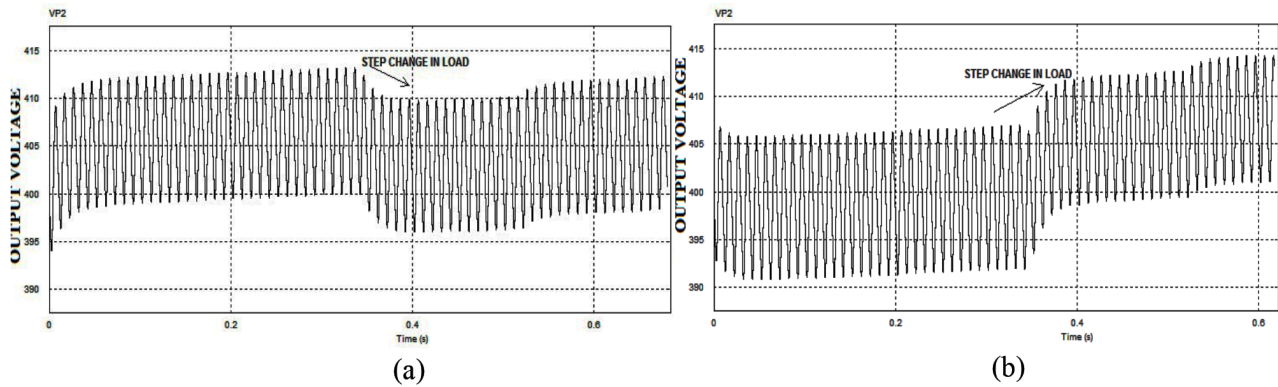 VP2
415
410
405
400
395
390
OUTPUT VOLTAGE
STEP CHANGE IN LOAD
0
0.2
0.4
0.6
Time (s)
(a)
VP2
415
410
405
400
395
390
OUTPUT VOLTAGE
STEP CHANGE IN LOAD
0
0.2
0.4
0.6
Time (s)
(b)